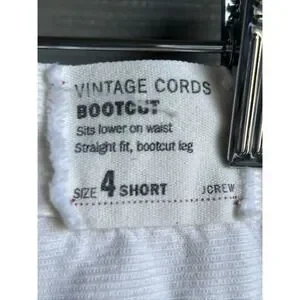 VINTAGE CORDS
BOOTCUT
Sits lower on waist
Straight fit, bootcut leg
SIZE 4 SHORT JCREW